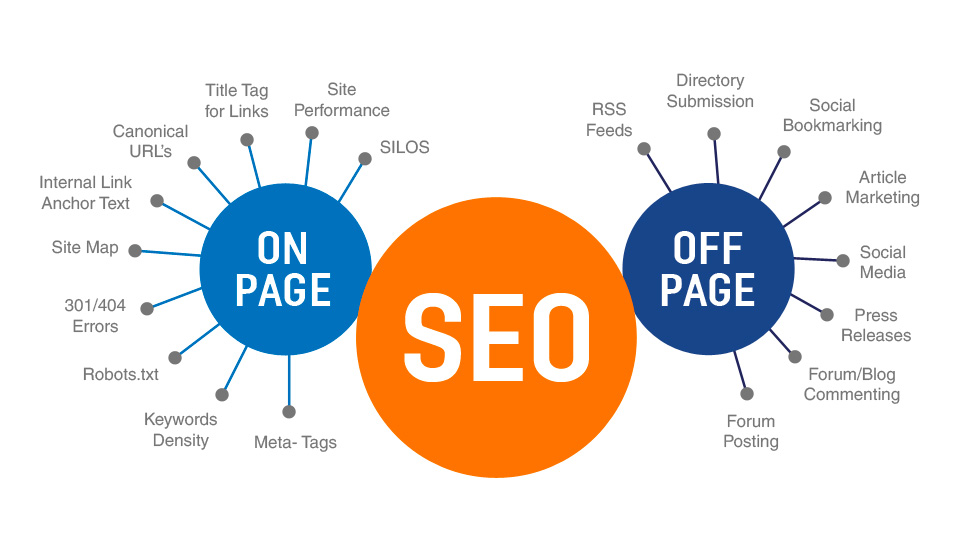 Title Tag
for Links
Site
Performance
SILOS
Canonical
URL's
Internal Link
Anchor Text
Site Map
301/404
Errors
Robots.txt
Keywords
Density
Meta- Tags
ON
PAGE
SEO
OFF
PAGE
RSS
Feeds
Directory
Submission
Social
Bookmarking
Article
Marketing
Social
Media
Press
Releases
Forum/Blog
Commenting
Forum
Posting